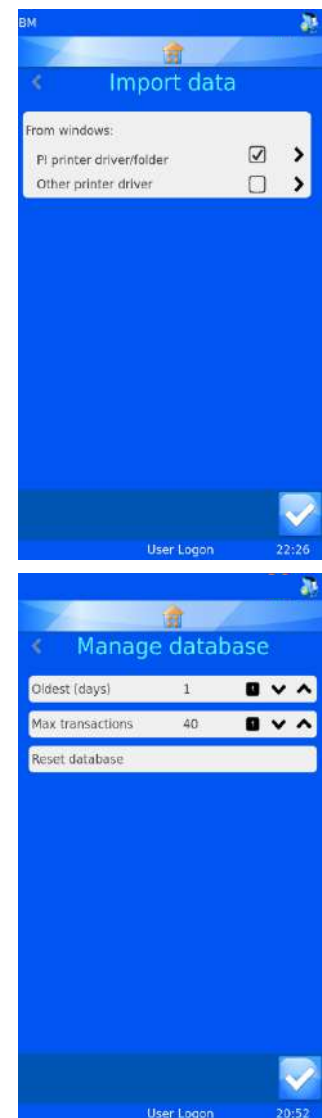 BM
Import data
From windows:
PI printer driver/folder
Other printer driver
User Logon 22:26
Manage database
Oldest (days) 1
Max transactions 40
Reset database
User Logon 20:52